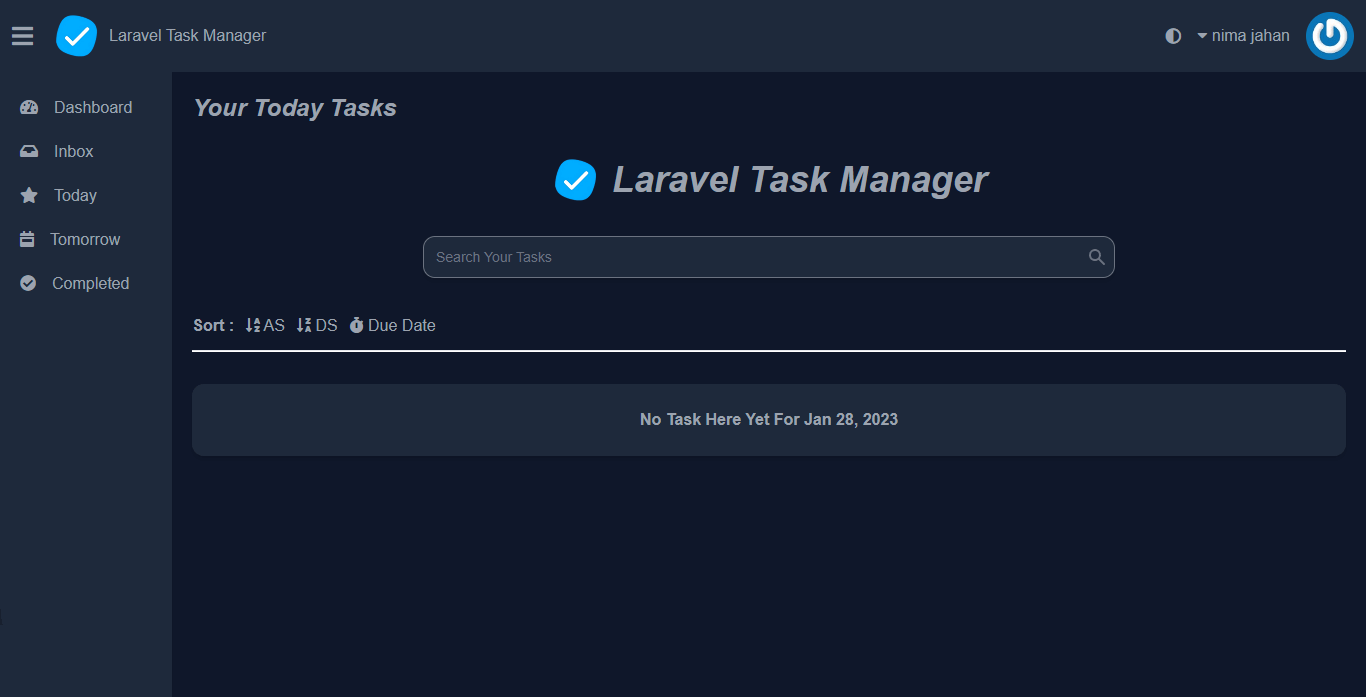 Laravel Task Manager
nima jahan
Dashboard
Inbox
Today
Tomorrow
Completed
Your Today Tasks
Laravel Task Manager
Search Your Tasks
Sort : AS DS Due Date
No Task Here Yet For Jan 28, 2023